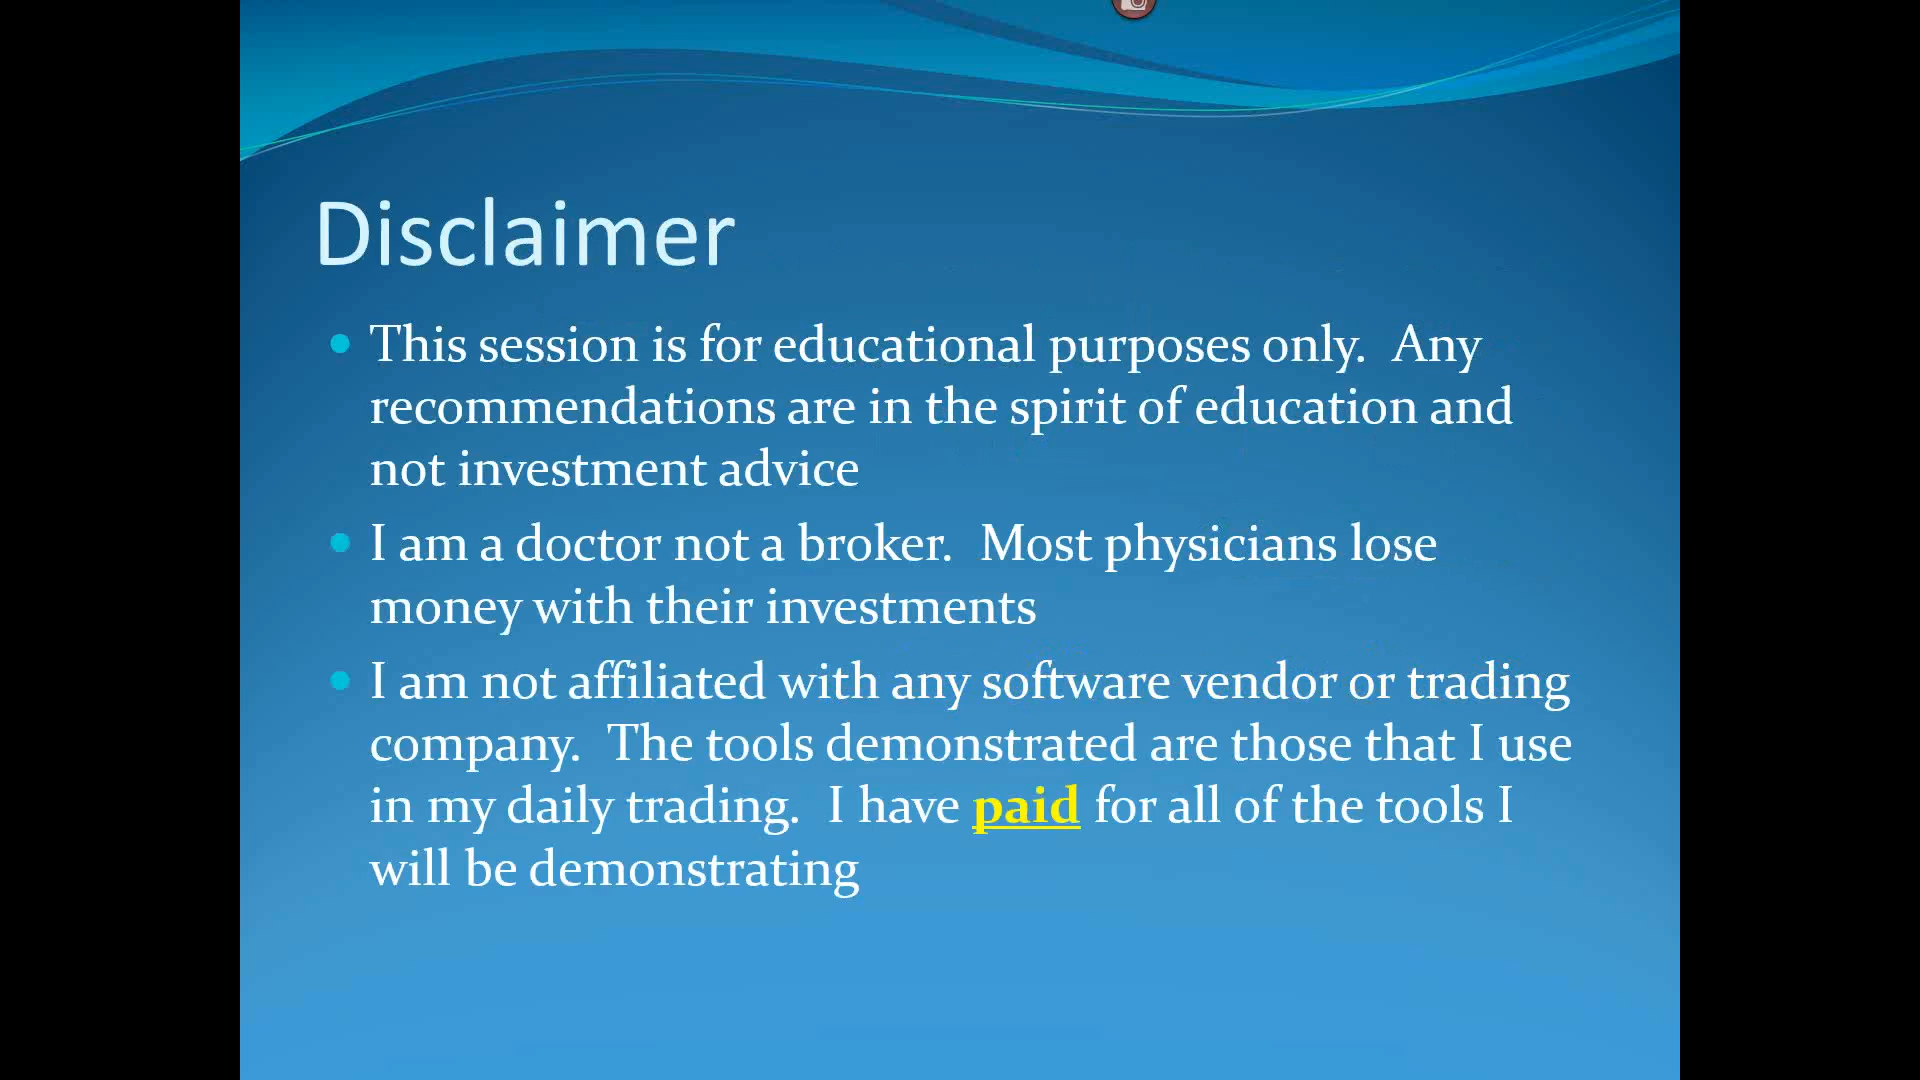 Disclaimer
This session is for educational purposes only.  Any
recommendations are in the spirit of education and
not investment advice
I am a doctor not a broker.  Most physicians lose
money with their investments
I am not affiliated with any software vendor or trading
company.  The tools demonstrated are those that I use
in my daily trading.  I have paid for all of the tools I
will be demonstrating